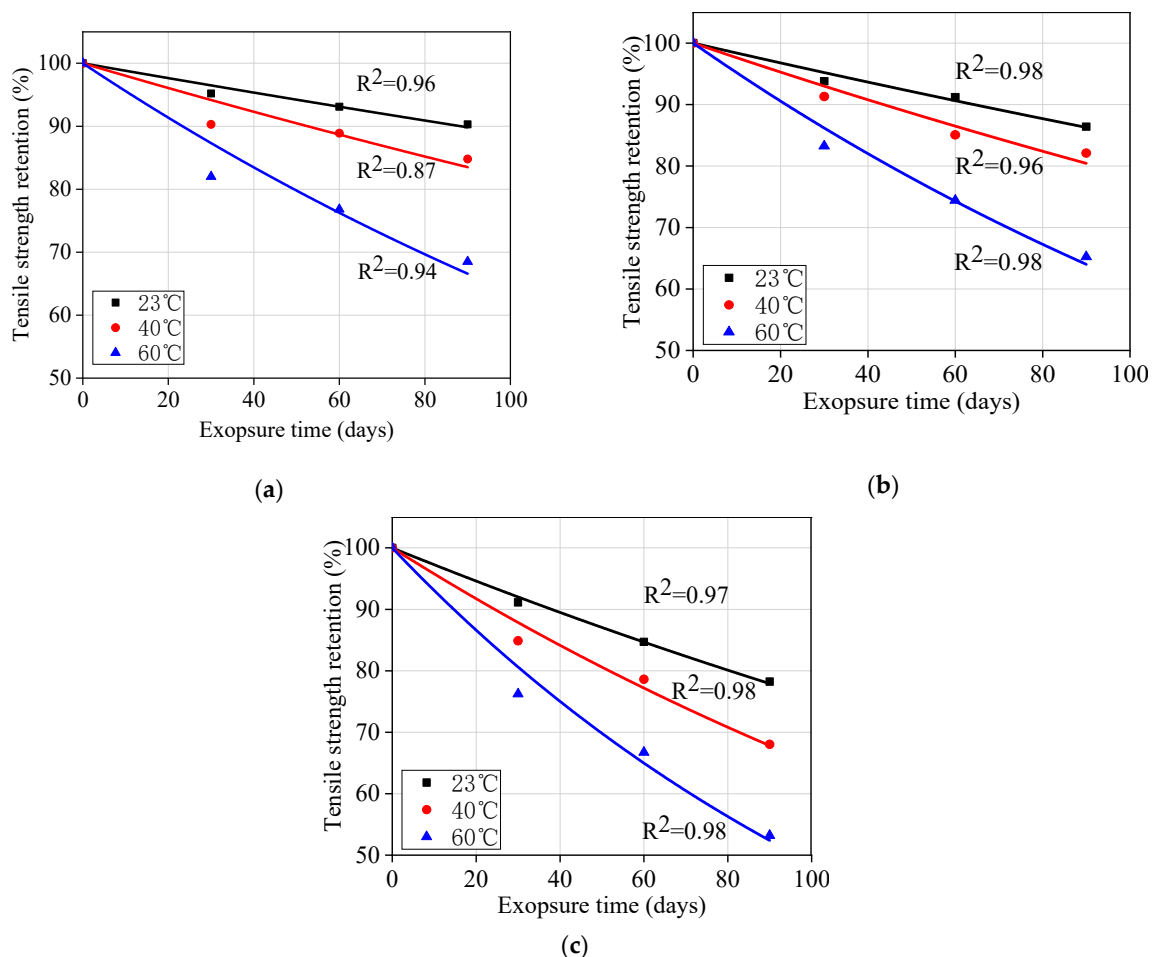 Tensile strength retention (%)
100
90
80
70
60
50
0 20 40 60 80 100
Exopsure time (days)
R2=0.96
R2=0.87
R2=0.94
23℃
40℃
60℃
(a)
Tensile strength retention (%)
100
90
80
70
60
50
0 20 40 60 80 100
Exopsure time (days)
R2=0.98
R2=0.96
R2=0.98
23℃
40℃
60℃
(b)
Tensile strength retention (%)
100
90
80
70
60
50
0 20 40 60 80 100
Exopsure time (days)
R2=0.97
R2=0.98
R2=0.98
23℃
40℃
60℃
(c)